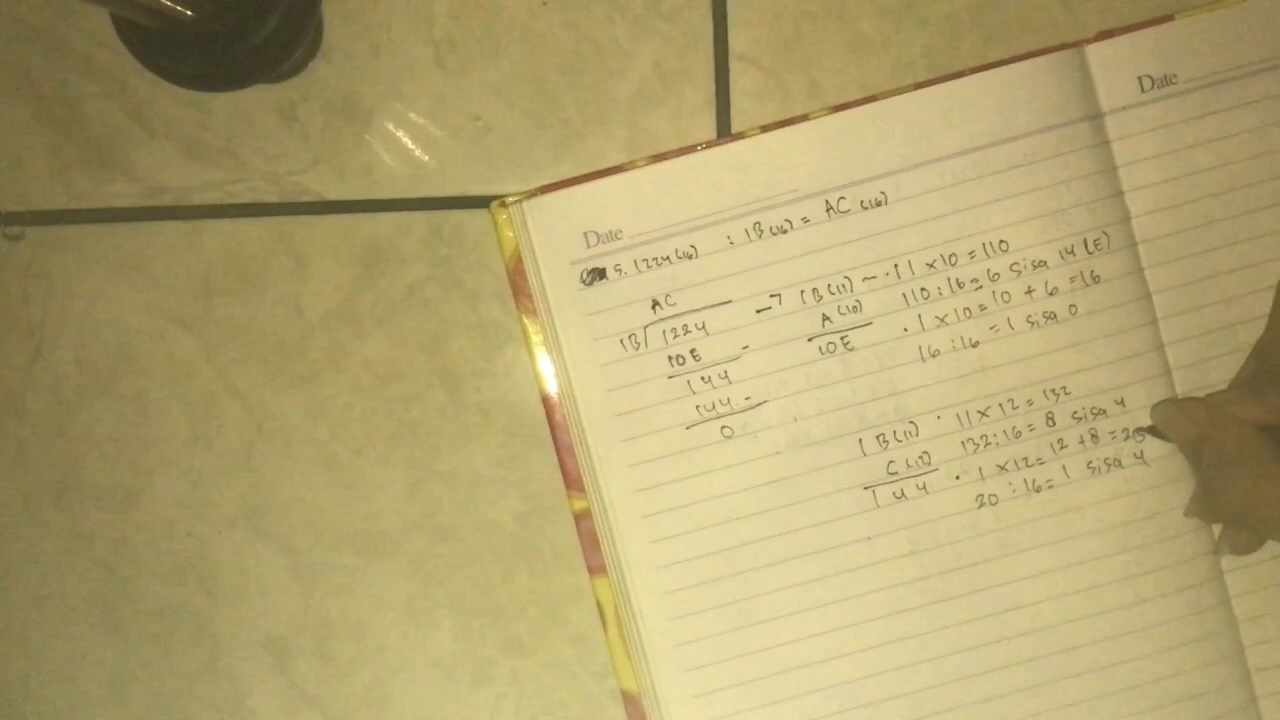 Date
Date
5. 1224(16) : 1B(16) = AC (16)
AC
1B√1224
10E -
144
144 -
0
→ 1B(11) ~ · 11 x 10 = 110
A(10) 110 : 16 = 6 sisa 14 (E)
10E · 1 x 10 = 10 + 6 = 16
16 : 16 = 1 sisa 0
1B(11) · 11 x 12 = 132
C(12) 132 : 16 = 8 sisa 4
144 · 1 x 12 = 12 + 8 = 20
20 : 16 = 1 sisa 4